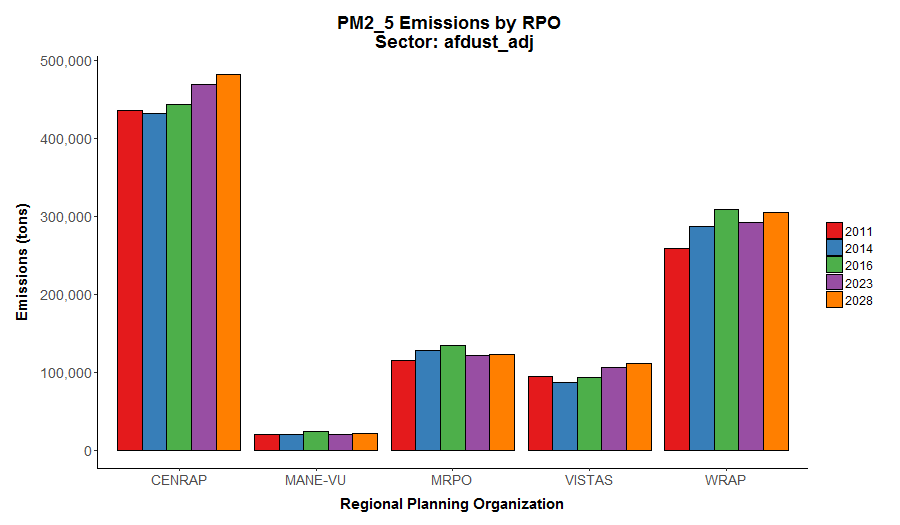 PM2_5 Emissions by RPO
Sector: afdust_adj
500,000
400,000
300,000
200,000
100,000
0
Emissions (tons)
CENRAP
MANE-VU
MRPO
VISTAS
WRAP
Regional Planning Organization
2011
2014
2016
2023
2028